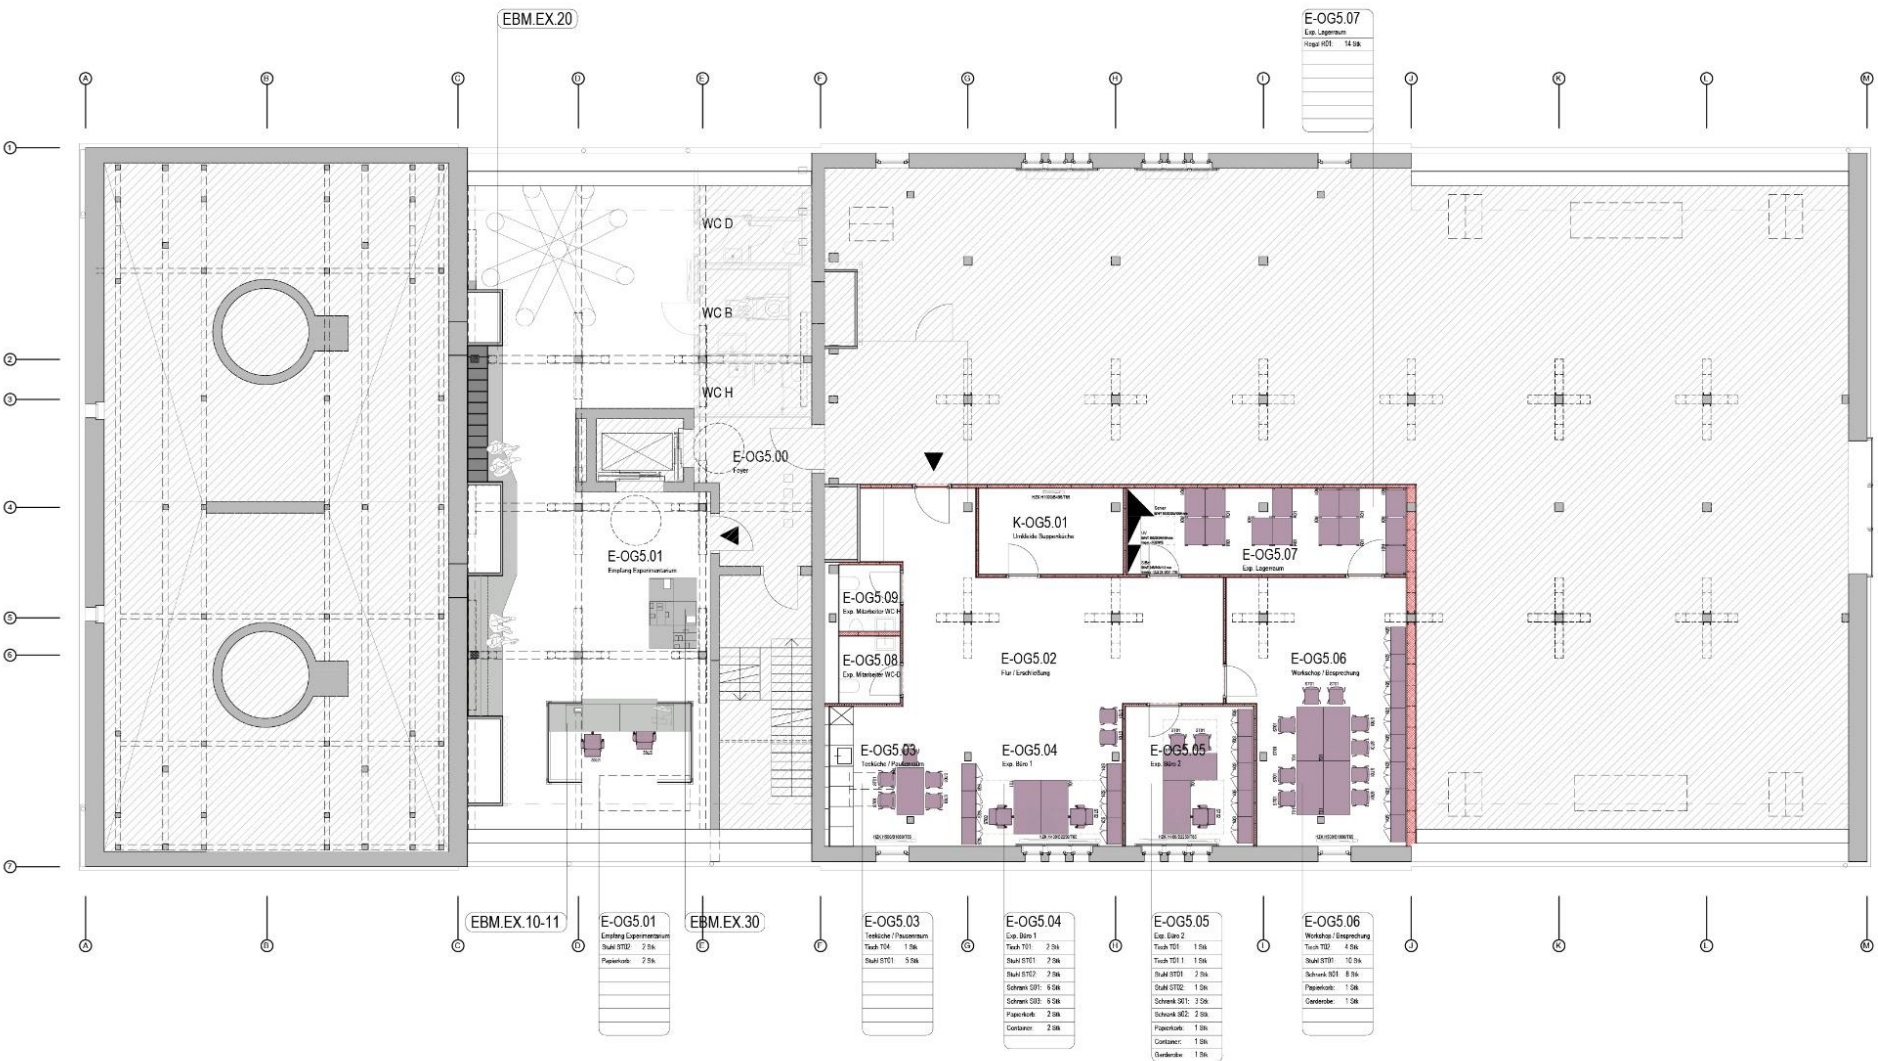 EBM.EX.20
E-OG5.07
Exp. Lagerraum
Regal R01: 14 Stk
A B C D E F G H I J K L M
1
2
3
4
5
6
7
WC D
WC B
WC H
E-OG5.00
Foyer
E-OG5.01
Empfang Experimentarium
K-OG5.01
Umkleide Suppenküche
Server
E-OG5.07
Exp. Lagerraum
E-OG5.09
Exp. Mitarbeiter WC-H
E-OG5.08
Exp. Mitarbeiter WC-D
E-OG5.02
Flur / Erschließung
E-OG5.06
Workshop / Besprechung
E-OG5.03
Teeküche / Pausenraum
E-OG5.04
Exp. Büro 1
E-OG5.05
Exp. Büro 2
EBM.EX.10-11
E-OG5.01
Empfang Experimentarium
Stuhl ST02: 2 Stk
Papierkorb: 2 Stk
EBM.EX.30
E-OG5.03
Teeküche / Pausenraum
Tisch T04: 1 Stk
Stuhl ST01: 5 Stk
E-OG5.04
Exp. Büro 1
Tisch T01: 2 Stk
Stuhl ST01: 2 Stk
Stuhl ST02: 2 Stk
Schrank S01: 6 Stk
Schrank S03: 6 Stk
Papierkorb: 2 Stk
Container: 2 Stk
E-OG5.05
Exp. Büro 2
Tisch T01: 1 Stk
Tisch T01.1: 1 Stk
Stuhl ST01: 2 Stk
Stuhl ST02: 1 Stk
Schrank S01: 3 Stk
Schrank S02: 2 Stk
Papierkorb: 1 Stk
Container: 1 Stk
Garderobe: 1 Stk
E-OG5.06
Workshop / Besprechung
Tisch T02: 4 Stk
Stuhl ST01: 10 Stk
Schrank S01: 8 Stk
Papierkorb: 1 Stk
Garderobe: 1 Stk
A B C D E F G H I J K L M